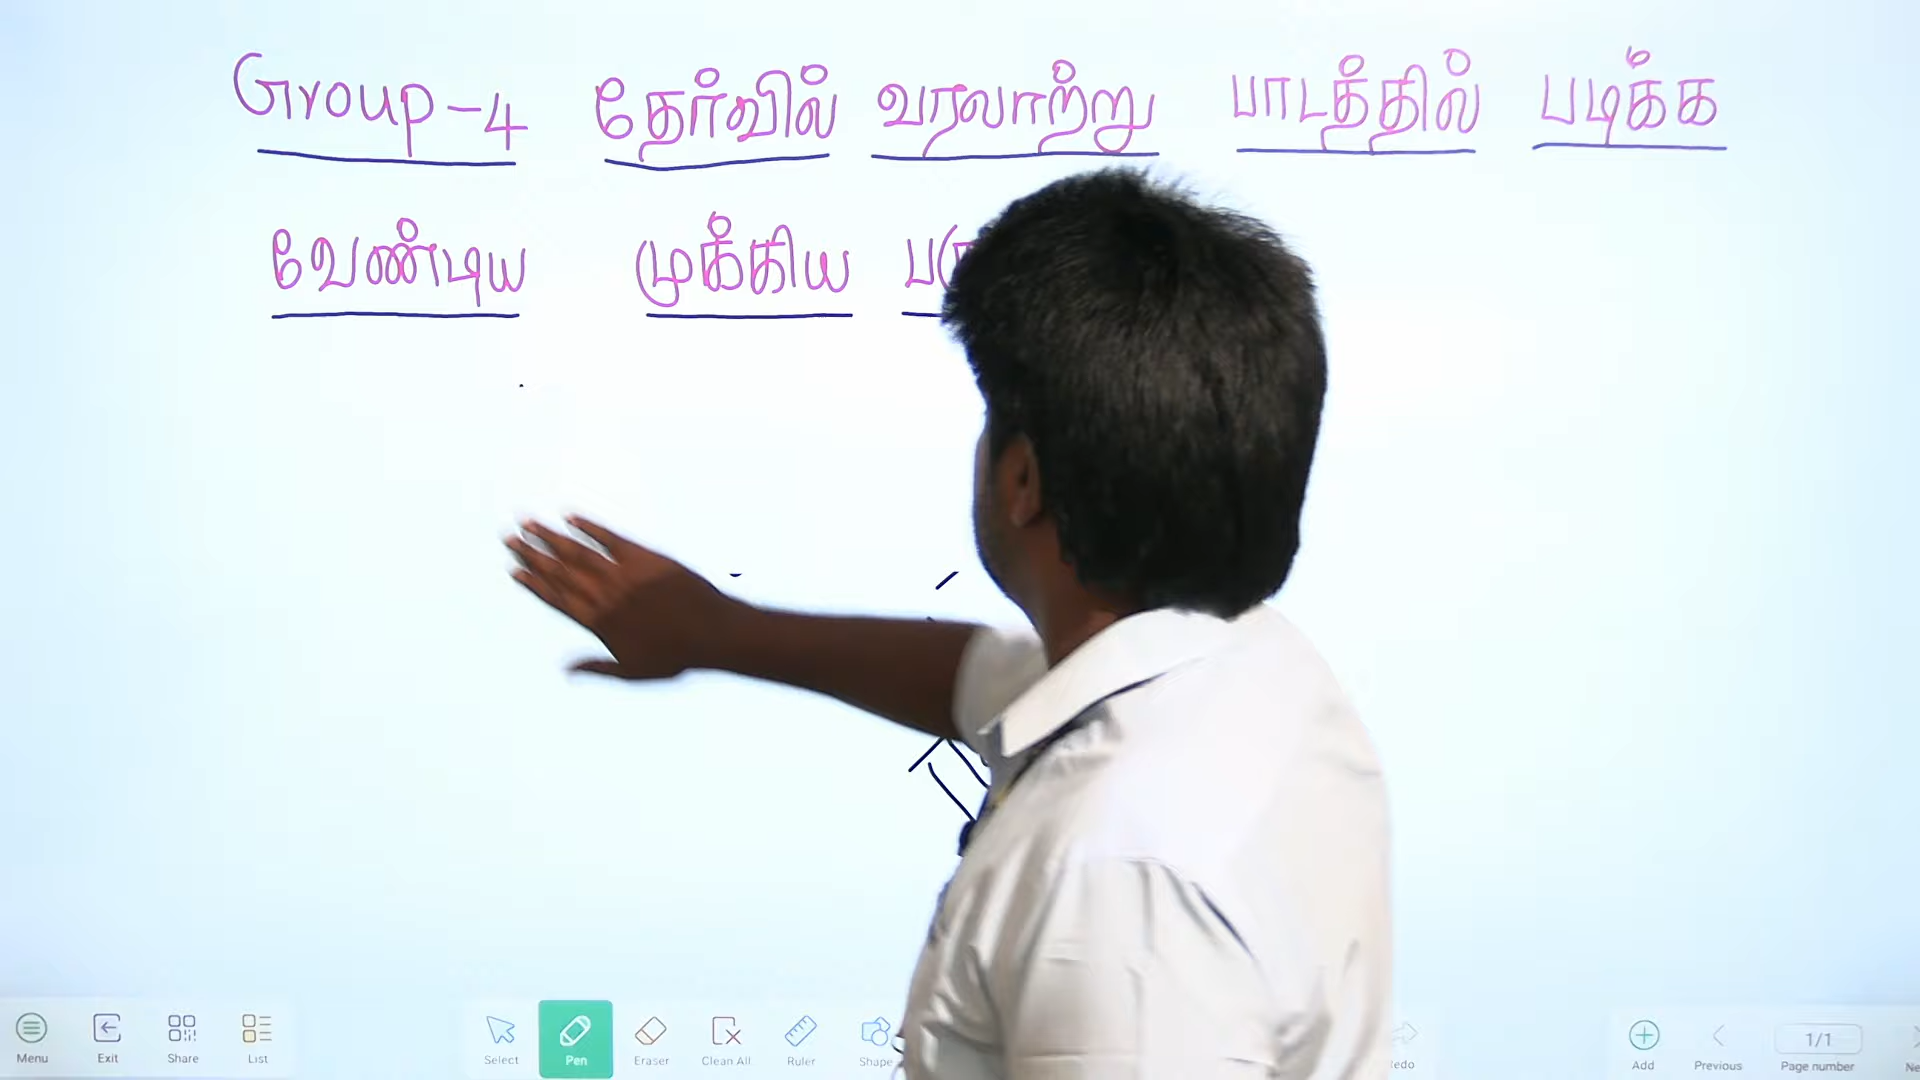 Group-4 தேர்வில் வரலாற்று பாடத்தில் படிக்க
வேண்டிய முக்கிய
Menu Exit Share List Select Pen Eraser Clean All Ruler Shape Add Previous 1/1 Page number